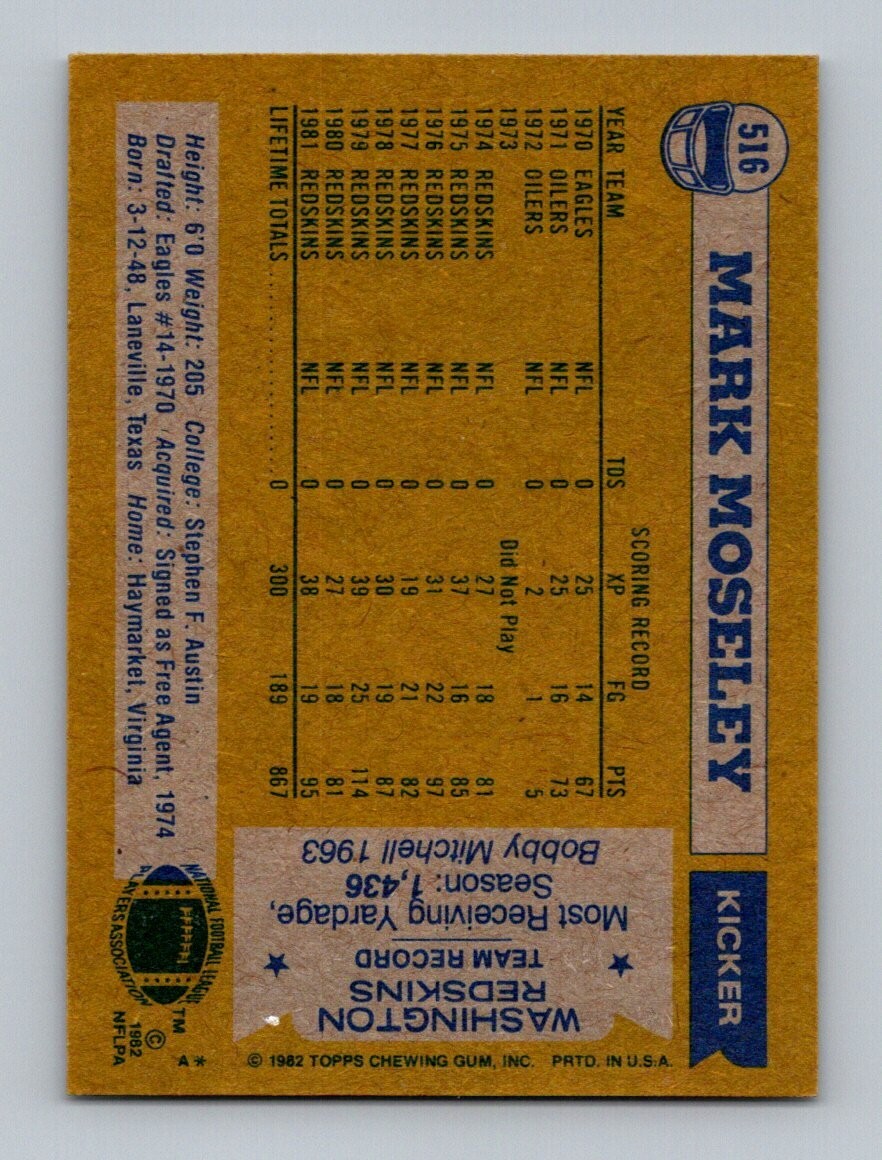 516
MARK MOSELEY
KICKER
SCORING RECORD
YEAR TEAM TDS XP FG PTS
1970 EAGLES NFL 0 25 14 67
1971 OILERS NFL 0 25 16 73
1972 OILERS NFL 0 2 1 5
1973 Did Not Play
1974 REDSKINS NFL 0 27 18 81
1975 REDSKINS NFL 0 37 16 85
1976 REDSKINS NFL 0 31 22 97
1977 REDSKINS NFL 0 19 21 82
1978 REDSKINS NFL 0 30 19 87
1979 REDSKINS NFL 0 39 25 114
1980 REDSKINS NFL 0 27 18 81
1981 REDSKINS NFL 0 38 19 95
LIFETIME TOTALS .................... 0 300 189 867
Height: 6'0 Weight: 205 College: Stephen F. Austin
Drafted: Eagles #14-1970 Acquired: Signed as Free Agent, 1974
Born: 3-12-48, Laneville, Texas Home: Haymarket, Virginia
WASHINGTON
REDSKINS
TEAM RECORD
Most Receiving Yardage,
Season: 1,436
Bobby Mitchell 1963
NATIONAL FOOTBALL LEAGUE
PLAYERS ASSOCIATION
TM
©
1982
NFLPA
A*
© 1982 TOPPS CHEWING GUM, INC. PRTD. IN U.S.A.